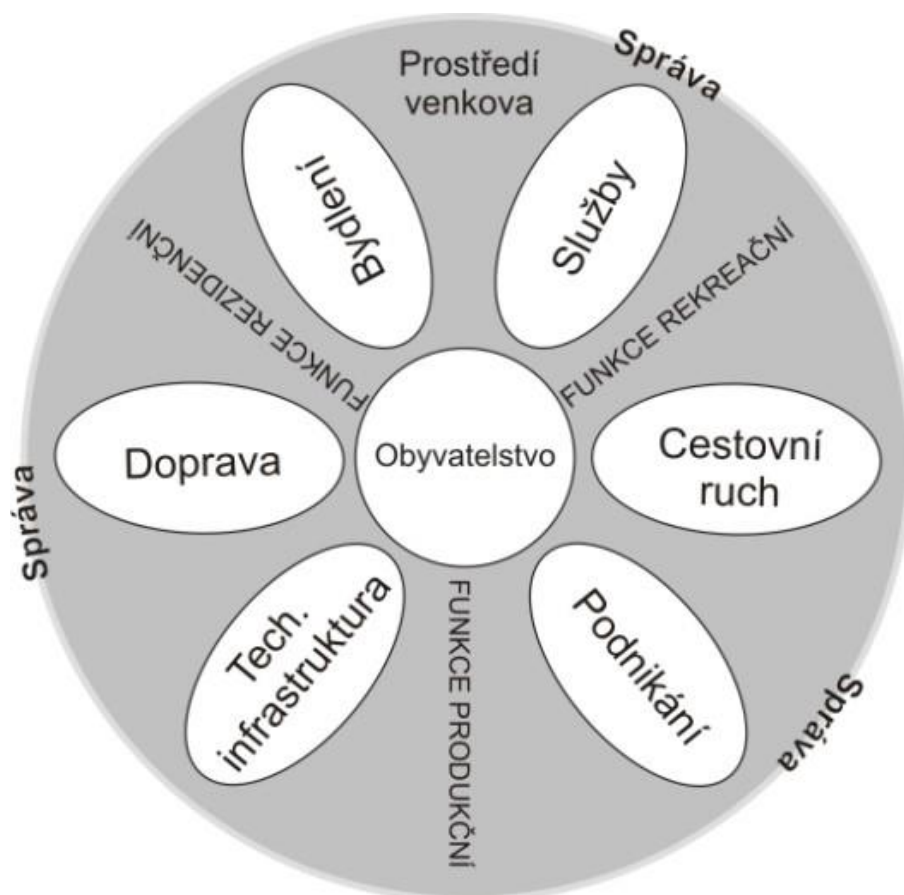 Prostředí
venkova
Správa
Bydlení
Služby
FUNKCE REZIDENČNÍ
FUNKCE REKREAČNÍ
Doprava
Obyvatelstvo
Cestovní
ruch
Správa
Tech.
infrastruktura
FUNKCE PRODUKČNÍ
Podnikání
Správa